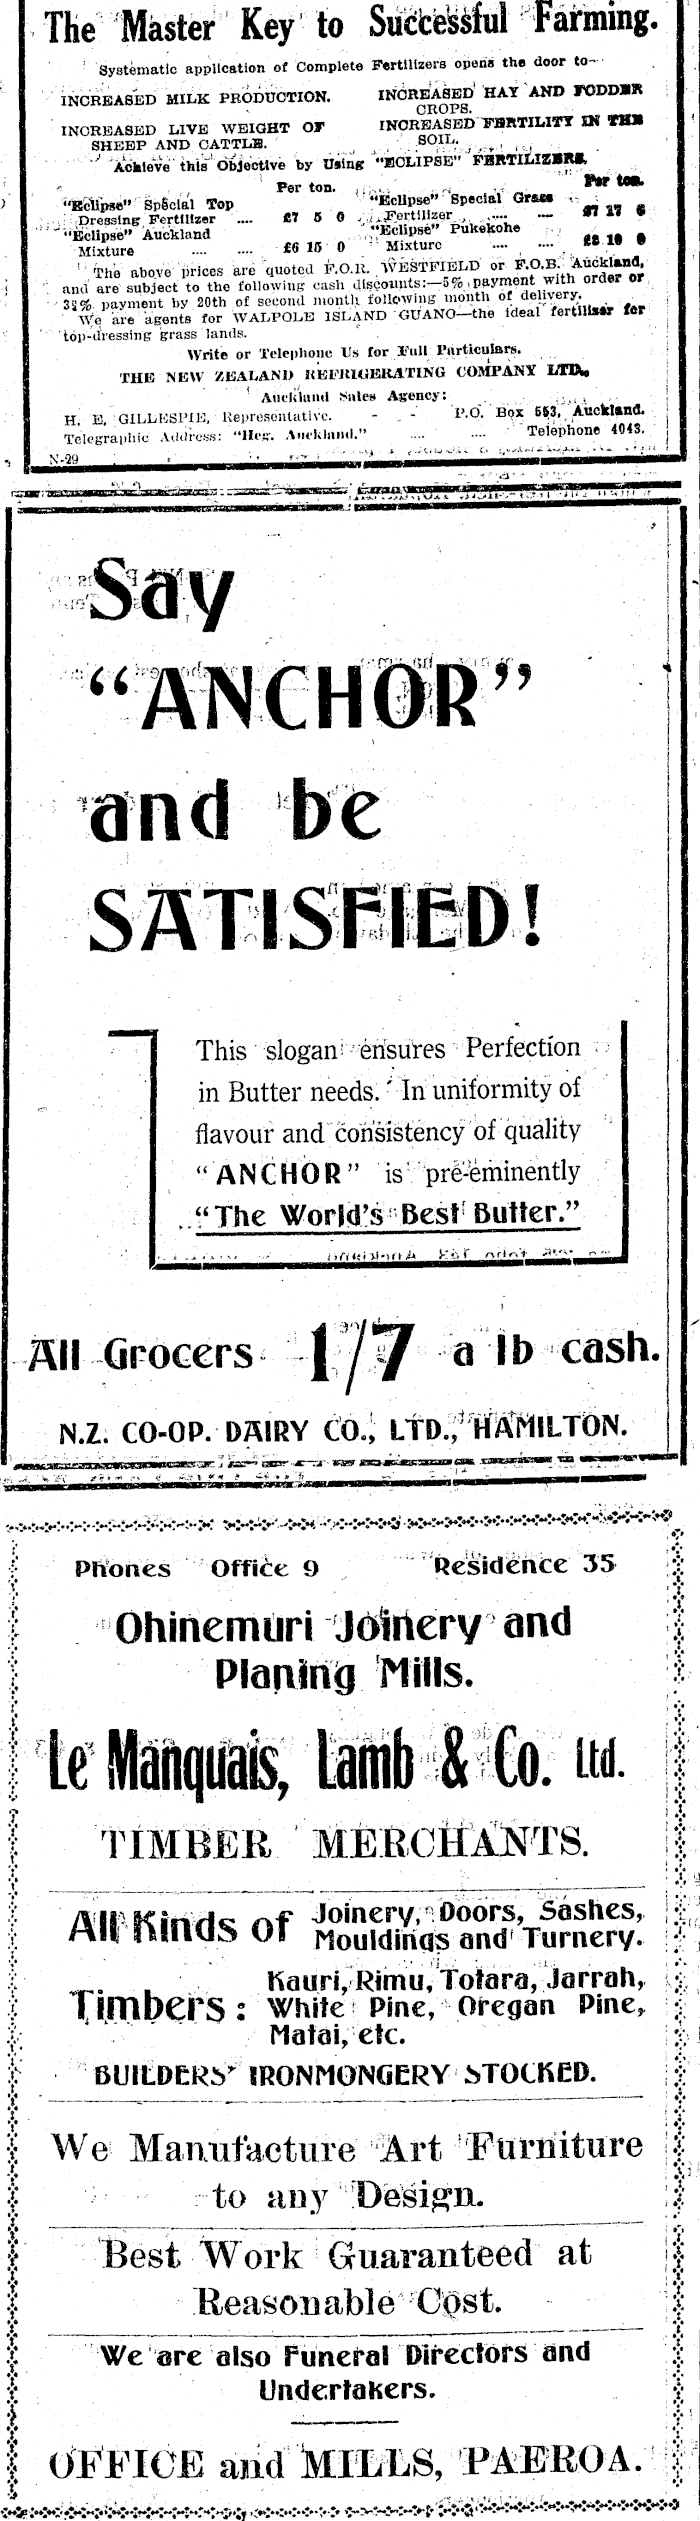 The Master Key to Successful Farming.
Systematic application of Complete Fertilizers opens the door to—
INCREASED MILK PRODUCTION.
INCREASED LIVE WEIGHT OF
SHEEP AND CATTLE.
INCREASED HAY AND FODDER
CROPS.
INCREASED FERTILITY IN THE
SOIL.
Achieve this Objective by Using "ECLIPSE" FERTILIZERS.
Per ton.
"Eclipse" Special Top
Dressing Fertilizer .... £7 5 0
"Eclipse" Auckland
Mixture .... .... £6 15 0
Per ton.
"Eclipse" Special Grass
Fertilizer .... .... £7 17 6
"Eclipse" Pukekohe
Mixture .... .... £8 10 0
The above prices are quoted F.O.R. WESTFIELD or F.O.B. Auckland,
and are subject to the following cash discounts:—5% payment with order or
3¾% payment by 20th of second month following month of delivery.
We are agents for WALPOLE ISLAND GUANO—the ideal fertiliser for
top-dressing grass lands.
Write or Telephone Us for Full Particulars.
THE NEW ZEALAND REFRIGERATING COMPANY LTD.,
Auckland Sales Agency:
H. E. GILLESPIE, Representative. - - P.O. Box 553, Auckland.
Telegraphic Address: "Heg. Auckland." .... .... Telephone 4043.
N-29
Say
"ANCHOR"
and be
SATISFIED!
This slogan ensures Perfection
in Butter needs. In uniformity of
flavour and consistency of quality
"ANCHOR" is pre-eminently
"The World's Best Butter."
All Grocers 1/7 a lb cash.
N.Z. CO-OP. DAIRY CO., LTD., HAMILTON.
Phones Office 9 Residence 35
Ohinemuri Joinery and
Planing Mills.
Le Manquais, Lamb & Co. Ltd.
TIMBER MERCHANTS.
All Kinds of Joinery, Doors, Sashes,
Mouldings and Turnery.
Timbers: Kauri, Rimu, Totara, Jarrah,
White Pine, Oregan Pine,
Matai, etc.
BUILDERS' IRONMONGERY STOCKED.
We Manufacture Art Furniture
to any Design.
Best Work Guaranteed at
Reasonable Cost.
We are also Funeral Directors and
Undertakers.
OFFICE and MILLS, PAEROA.